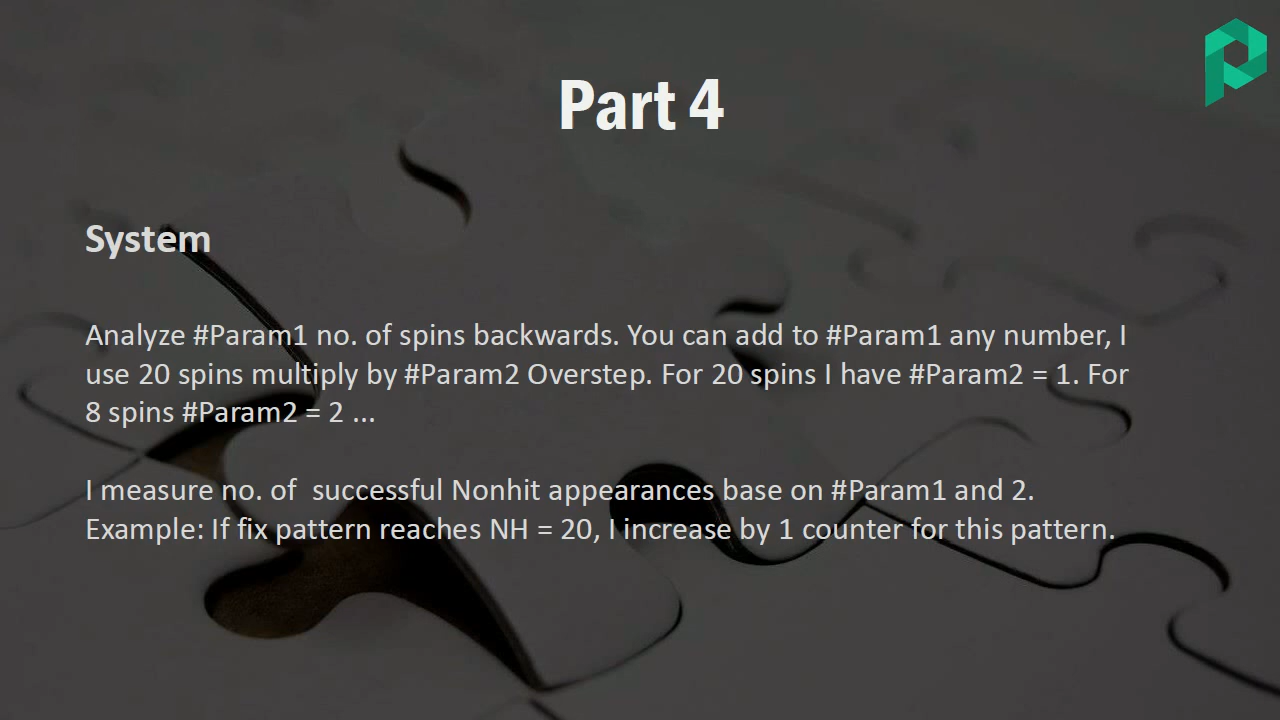 Part 4
System
Analyze #Param1 no. of spins backwards. You can add to #Param1 any number, I
use 20 spins multiply by #Param2 Overstep. For 20 spins I have #Param2 = 1. For
8 spins #Param2 = 2 ...
I measure no. of  successful Nonhit appearances base on #Param1 and 2.
Example: If fix pattern reaches NH = 20, I increase by 1 counter for this pattern.